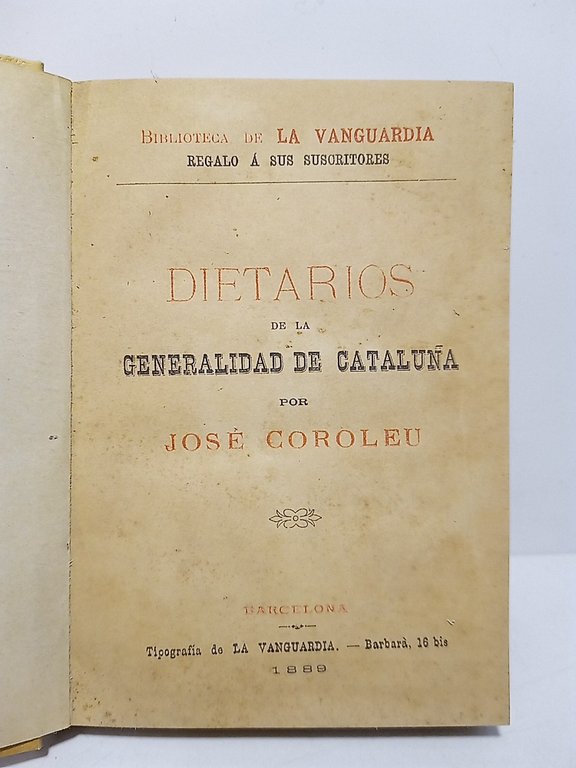 BIBLIOTECA DE LA VANGUARDIA
REGALO Á SUS SUSCRITORES
DIETARIOS
DE LA
GENERALIDAD DE CATALUÑA
POR
JOSÉ COROLEU
BARCELONA
Tipografía de LA VANGUARDIA. — Barbará, 16 bis
1889